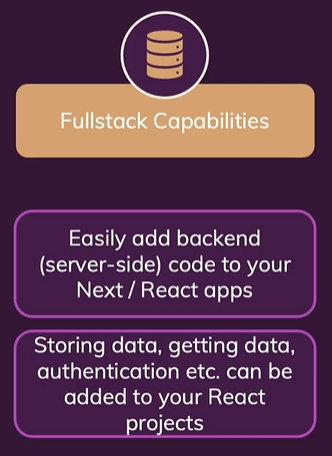 Fullstack Capabilities
Easily add backend
(server-side) code to your
Next / React apps
Storing data, getting data,
authentication etc. can be
added to your React
projects